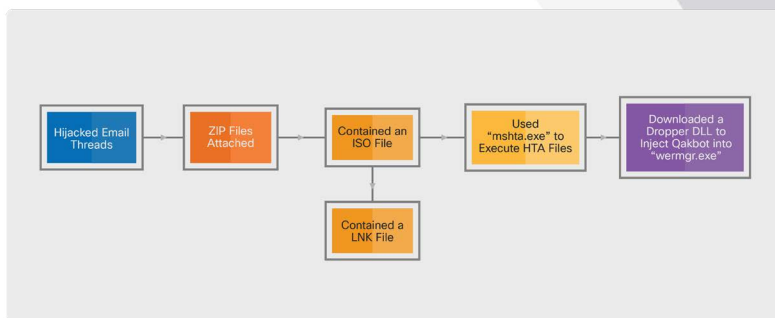 Hijacked Email
Threads
ZIP Files
Attached
Contained an
ISO File
Used
“mshta.exe” to
Execute HTA Files
Downloaded a
Dropper DLL to
Inject Qakbot into
“wermgr.exe”
Contained a
LNK File